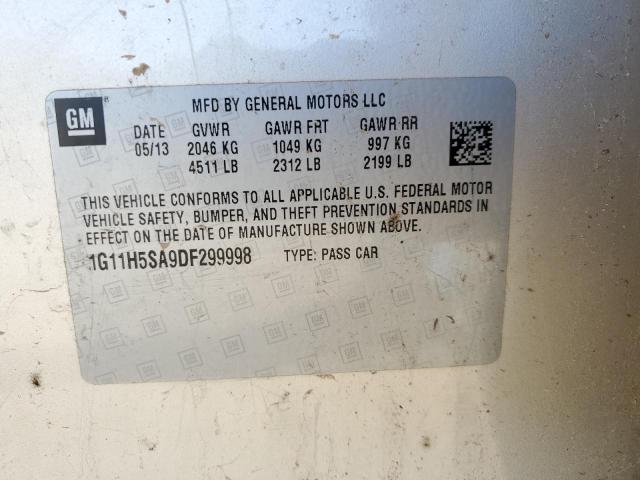 GM
MFD BY GENERAL MOTORS LLC
DATE GVWR GAWR FRT GAWR RR
05/13 2046 KG 1049 KG 997 KG
4511 LB 2312 LB 2199 LB
THIS VEHICLE CONFORMS TO ALL APPLICABLE U.S. FEDERAL MOTOR
VEHICLE SAFETY, BUMPER, AND THEFT PREVENTION STANDARDS IN
EFFECT ON THE DATE OF MANUFACTURE SHOWN ABOVE.
1G11H5SA9DF299998 TYPE: PASS CAR